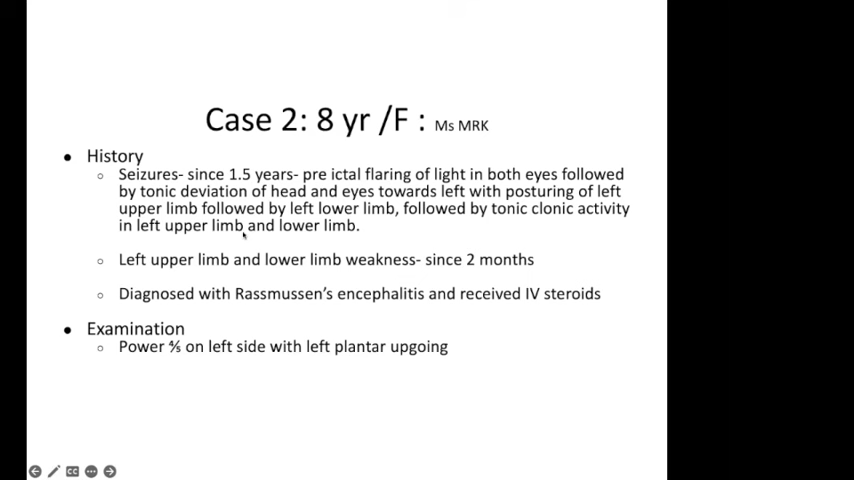 Case 2: 8 yr /F : Ms MRK
● History
○ Seizures- since 1.5 years- pre ictal flaring of light in both eyes followed
by tonic deviation of head and eyes towards left with posturing of left
upper limb followed by left lower limb, followed by tonic clonic activity
in left upper limb and lower limb.
○ Left upper limb and lower limb weakness- since 2 months
○ Diagnosed with Rassmussen’s encephalitis and received IV steroids
● Examination
○ Power ⅘ on left side with left plantar upgoing
CC